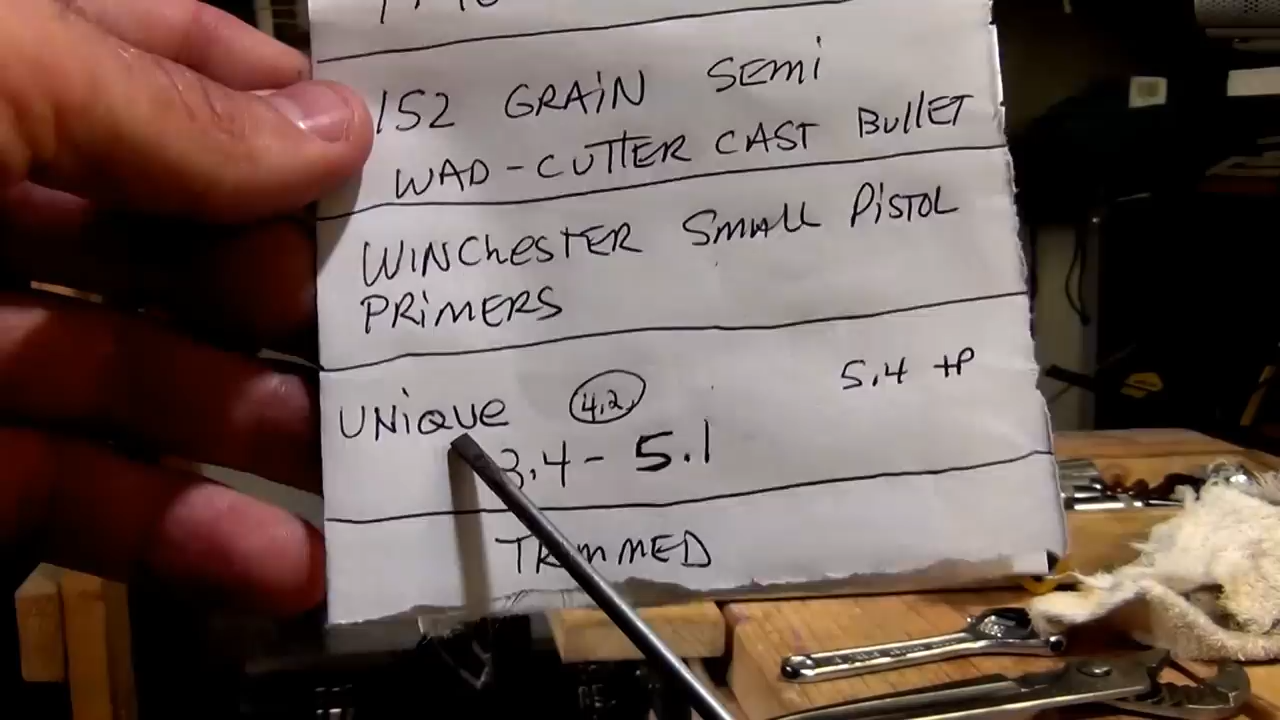 152 GRAIN SEMI
WAD-CUTTER CAST BULLET
WINCHESTER SMALL PISTOL
PRIMERS
5.4 +P
UNIQUE 4.2
3.4- 5.1
TRIMMED